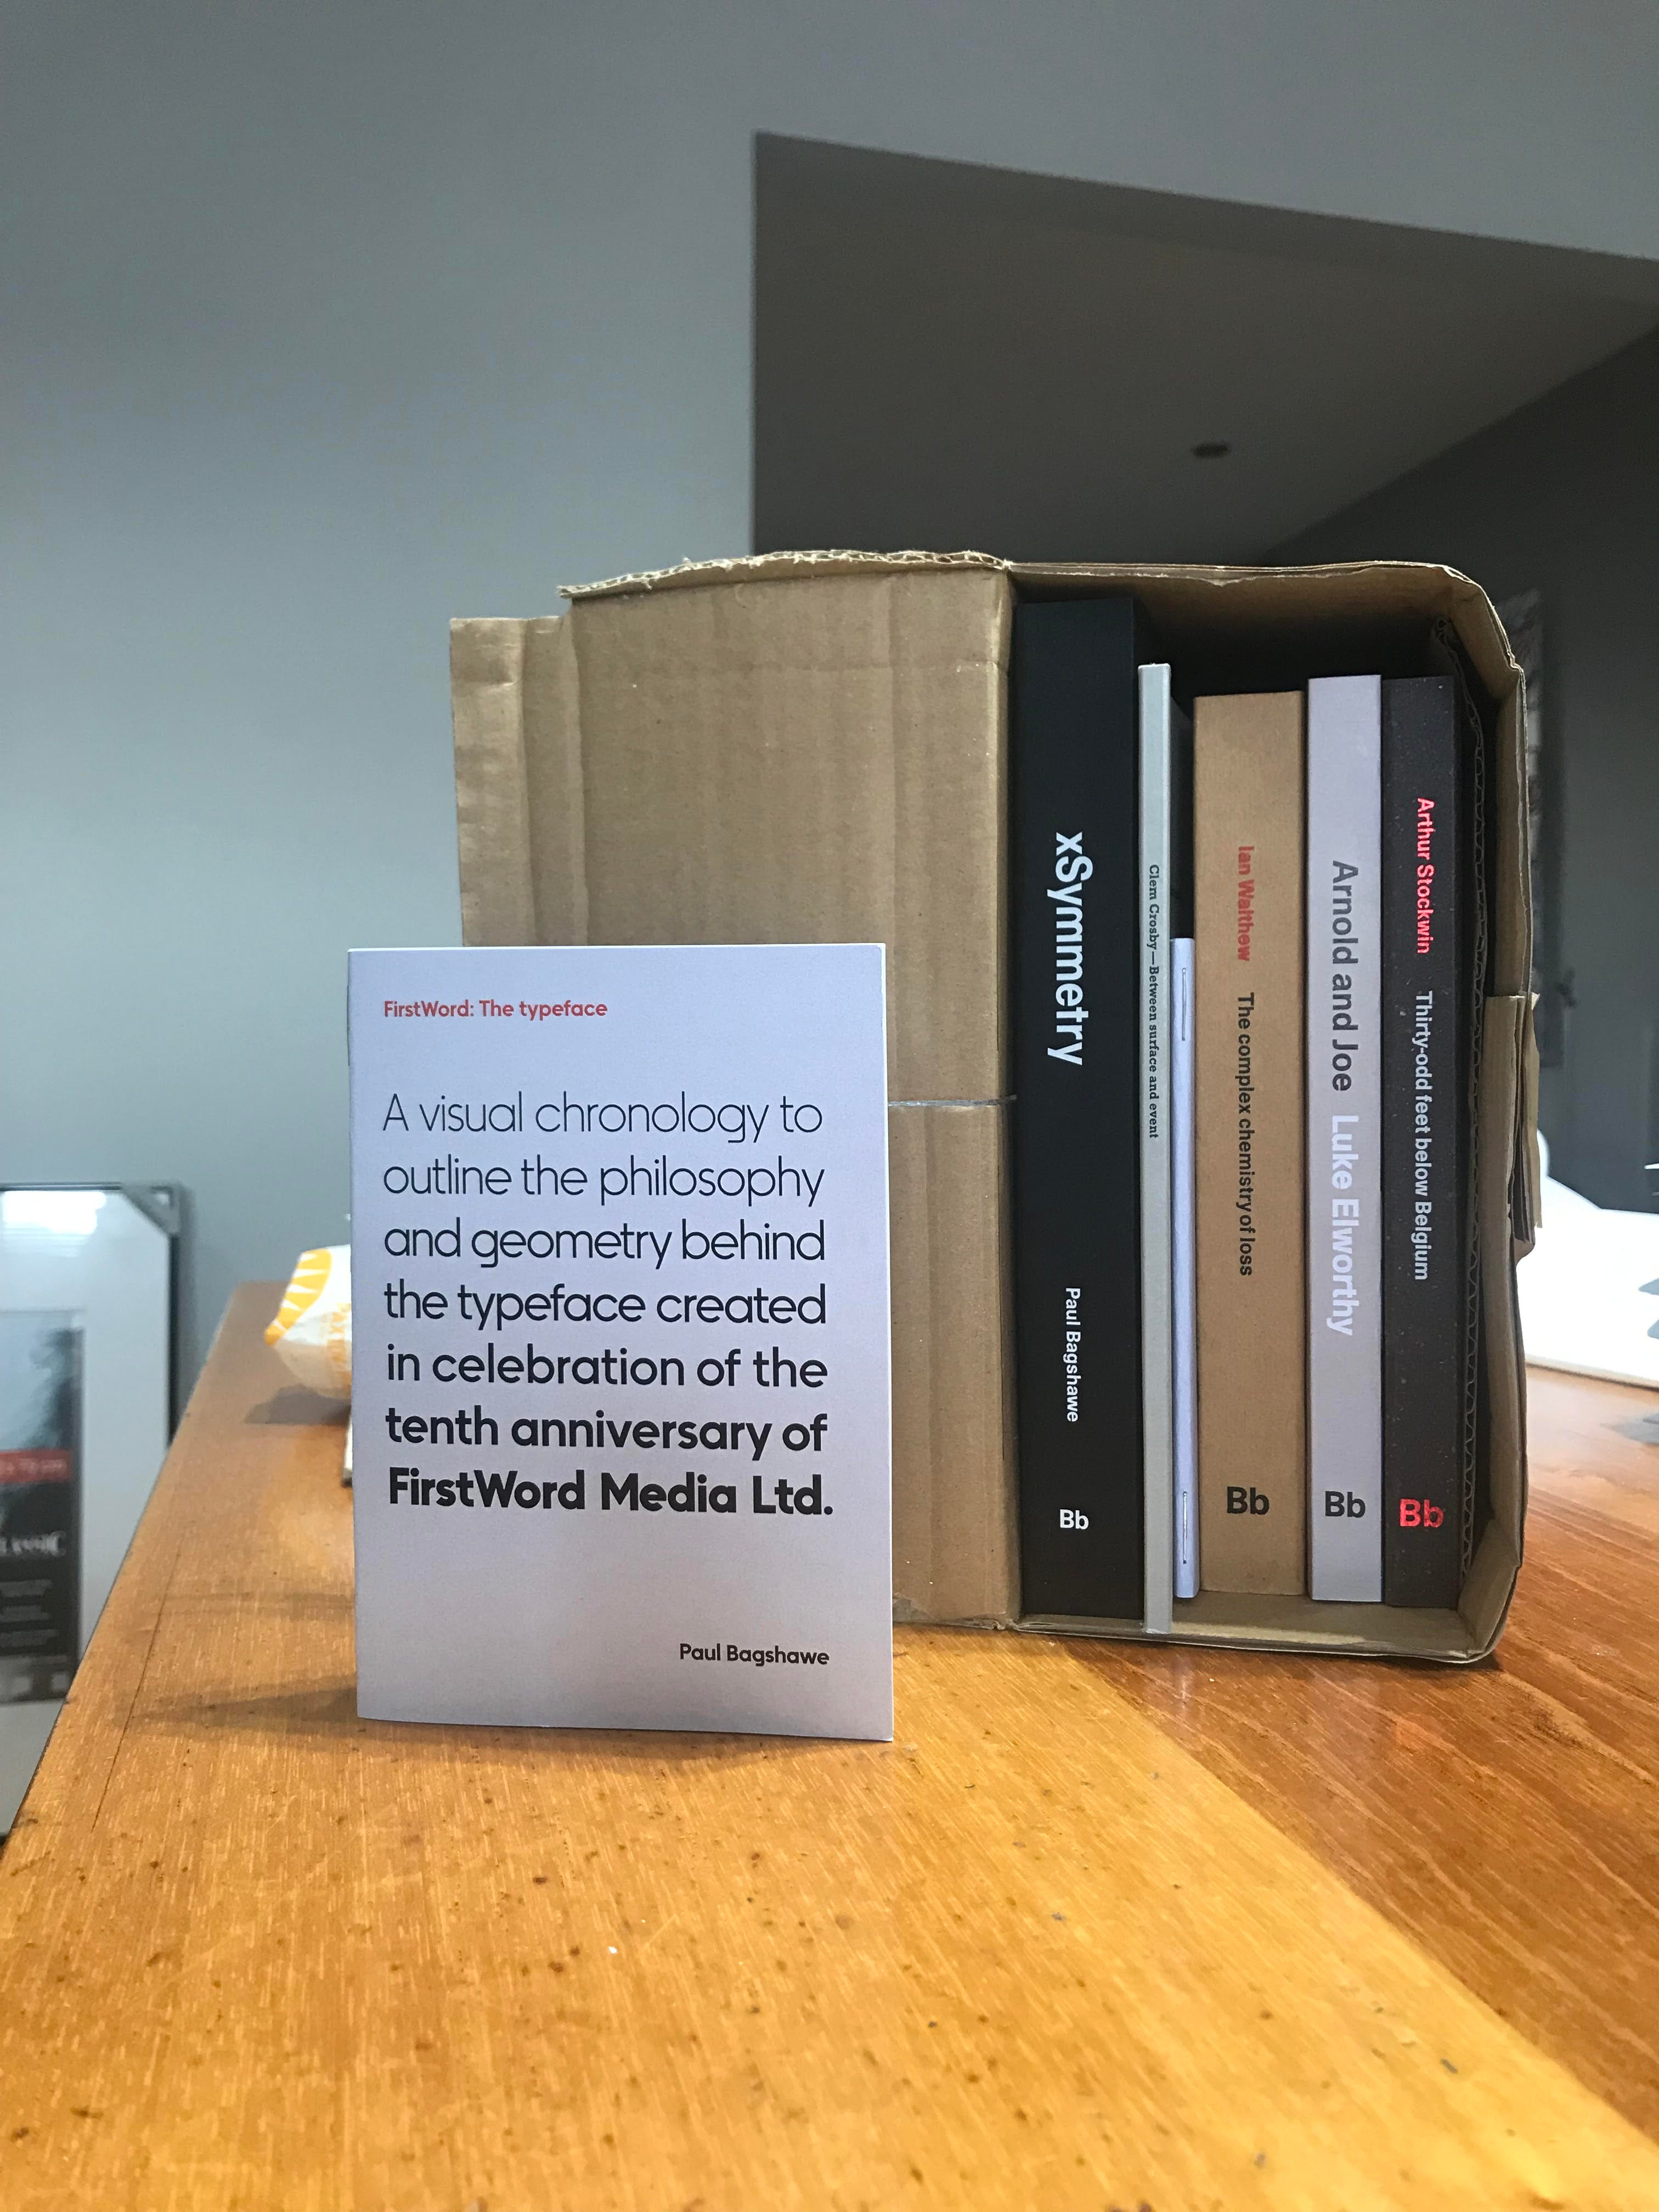 FirstWord: The typeface
A visual chronology to
outline the philosophy
and geometry behind
the typeface created
in celebration of the
tenth anniversary of
FirstWord Media Ltd.
Paul Bagshawe
xSymmetry
Paul Bagshawe
Bb
Clem Crosby—Between surface and event
Ian Walthew
The complex chemistry of loss
Bb
Arnold and Joe
Luke Elworthy
Bb
Arthur Stockwin
Thirty-odd feet below Belgium
Bb